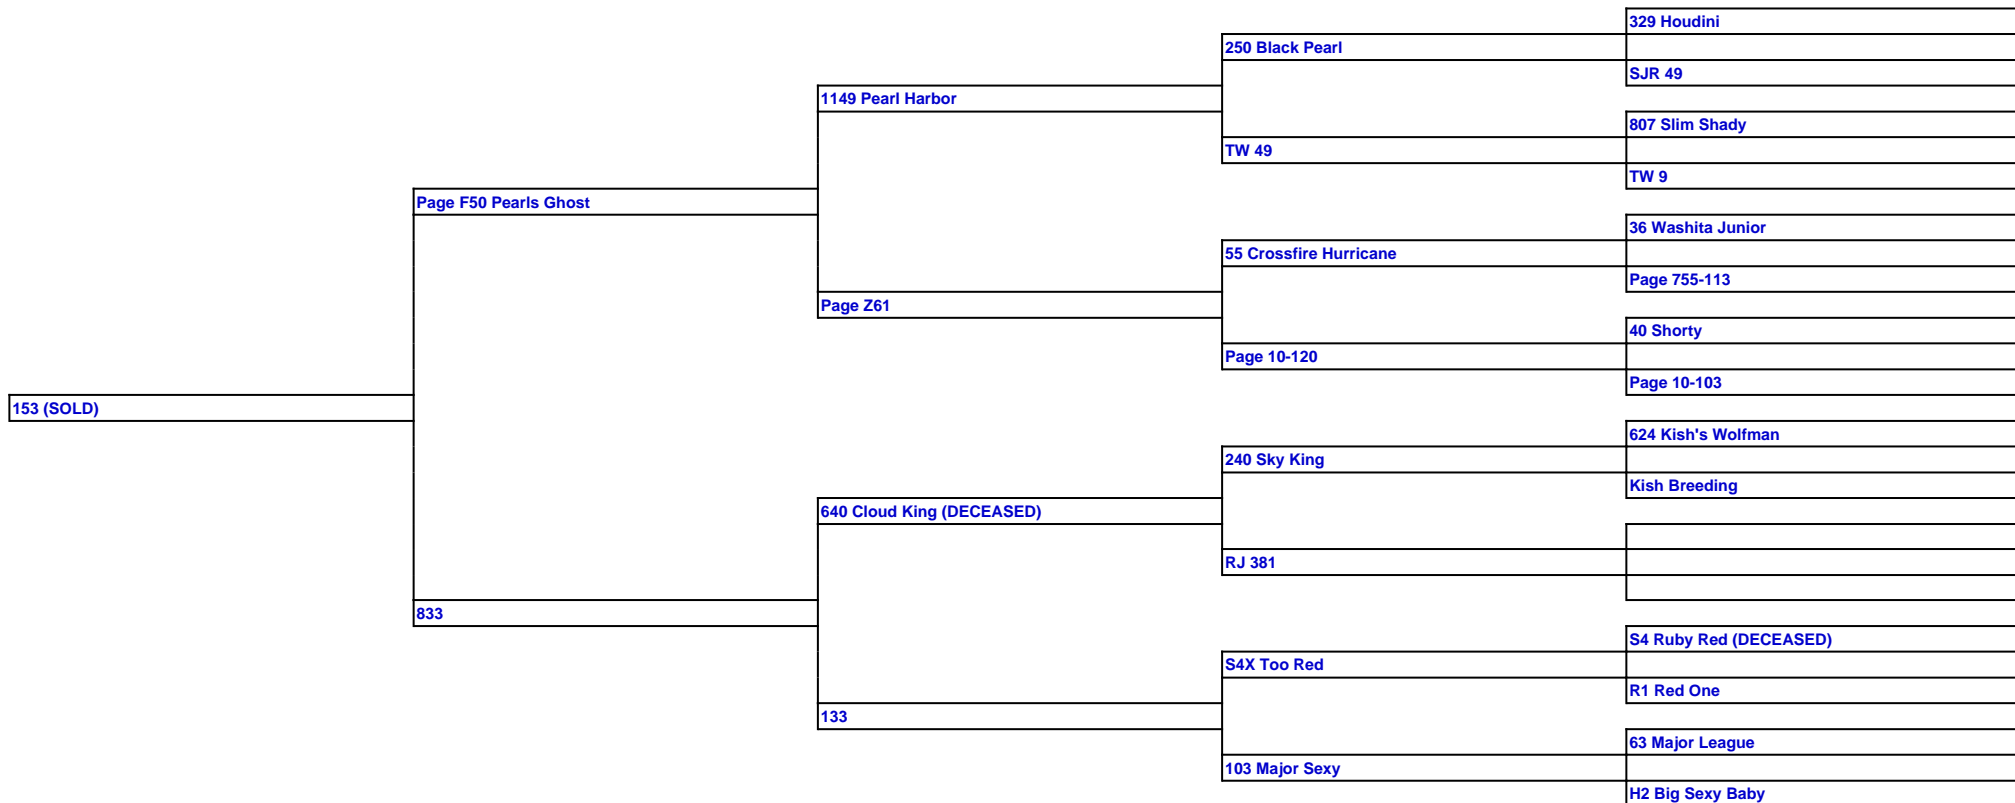 329 Houdini
250 Black Pearl
SJR 49
1149 Pearl Harbor
807 Slim Shady
TW 49
TW 9
Page F50 Pearls Ghost
36 Washita Junior
55 Crossfire Hurricane
Page 755-113
Page Z61
40 Shorty
Page 10-120
Page 10-103
153 (SOLD)
624 Kish's Wolfman
240 Sky King
Kish Breeding
640 Cloud King (DECEASED)
RJ 381
833
S4 Ruby Red (DECEASED)
S4X Too Red
R1 Red One
133
63 Major League
103 Major Sexy
H2 Big Sexy Baby